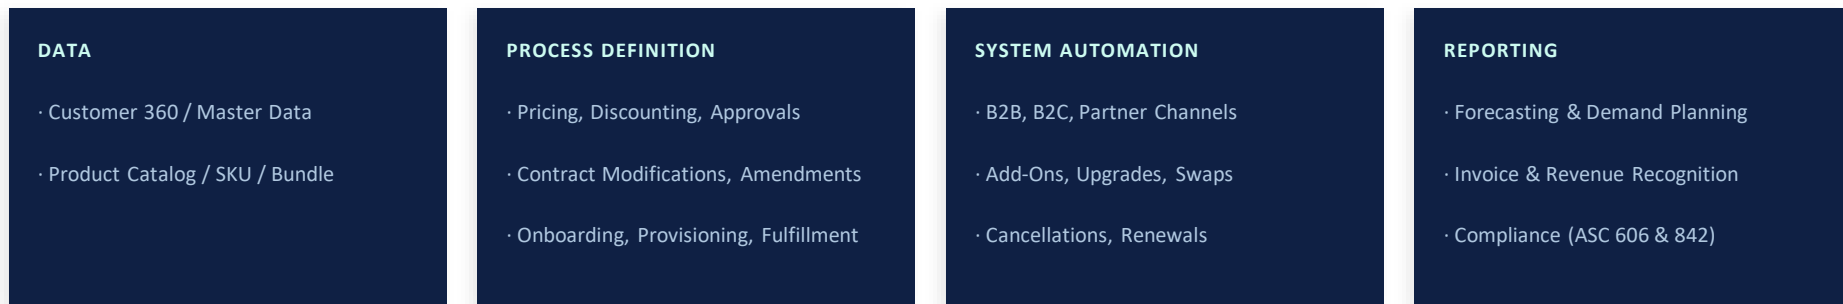 DATA
· Customer 360 / Master Data
· Product Catalog / SKU / Bundle
PROCESS DEFINITION
· Pricing, Discounting, Approvals
· Contract Modifications, Amendments
· Onboarding, Provisioning, Fulfillment
SYSTEM AUTOMATION
· B2B, B2C, Partner Channels
· Add-Ons, Upgrades, Swaps
· Cancellations, Renewals
REPORTING
· Forecasting & Demand Planning
· Invoice & Revenue Recognition
· Compliance (ASC 606 & 842)